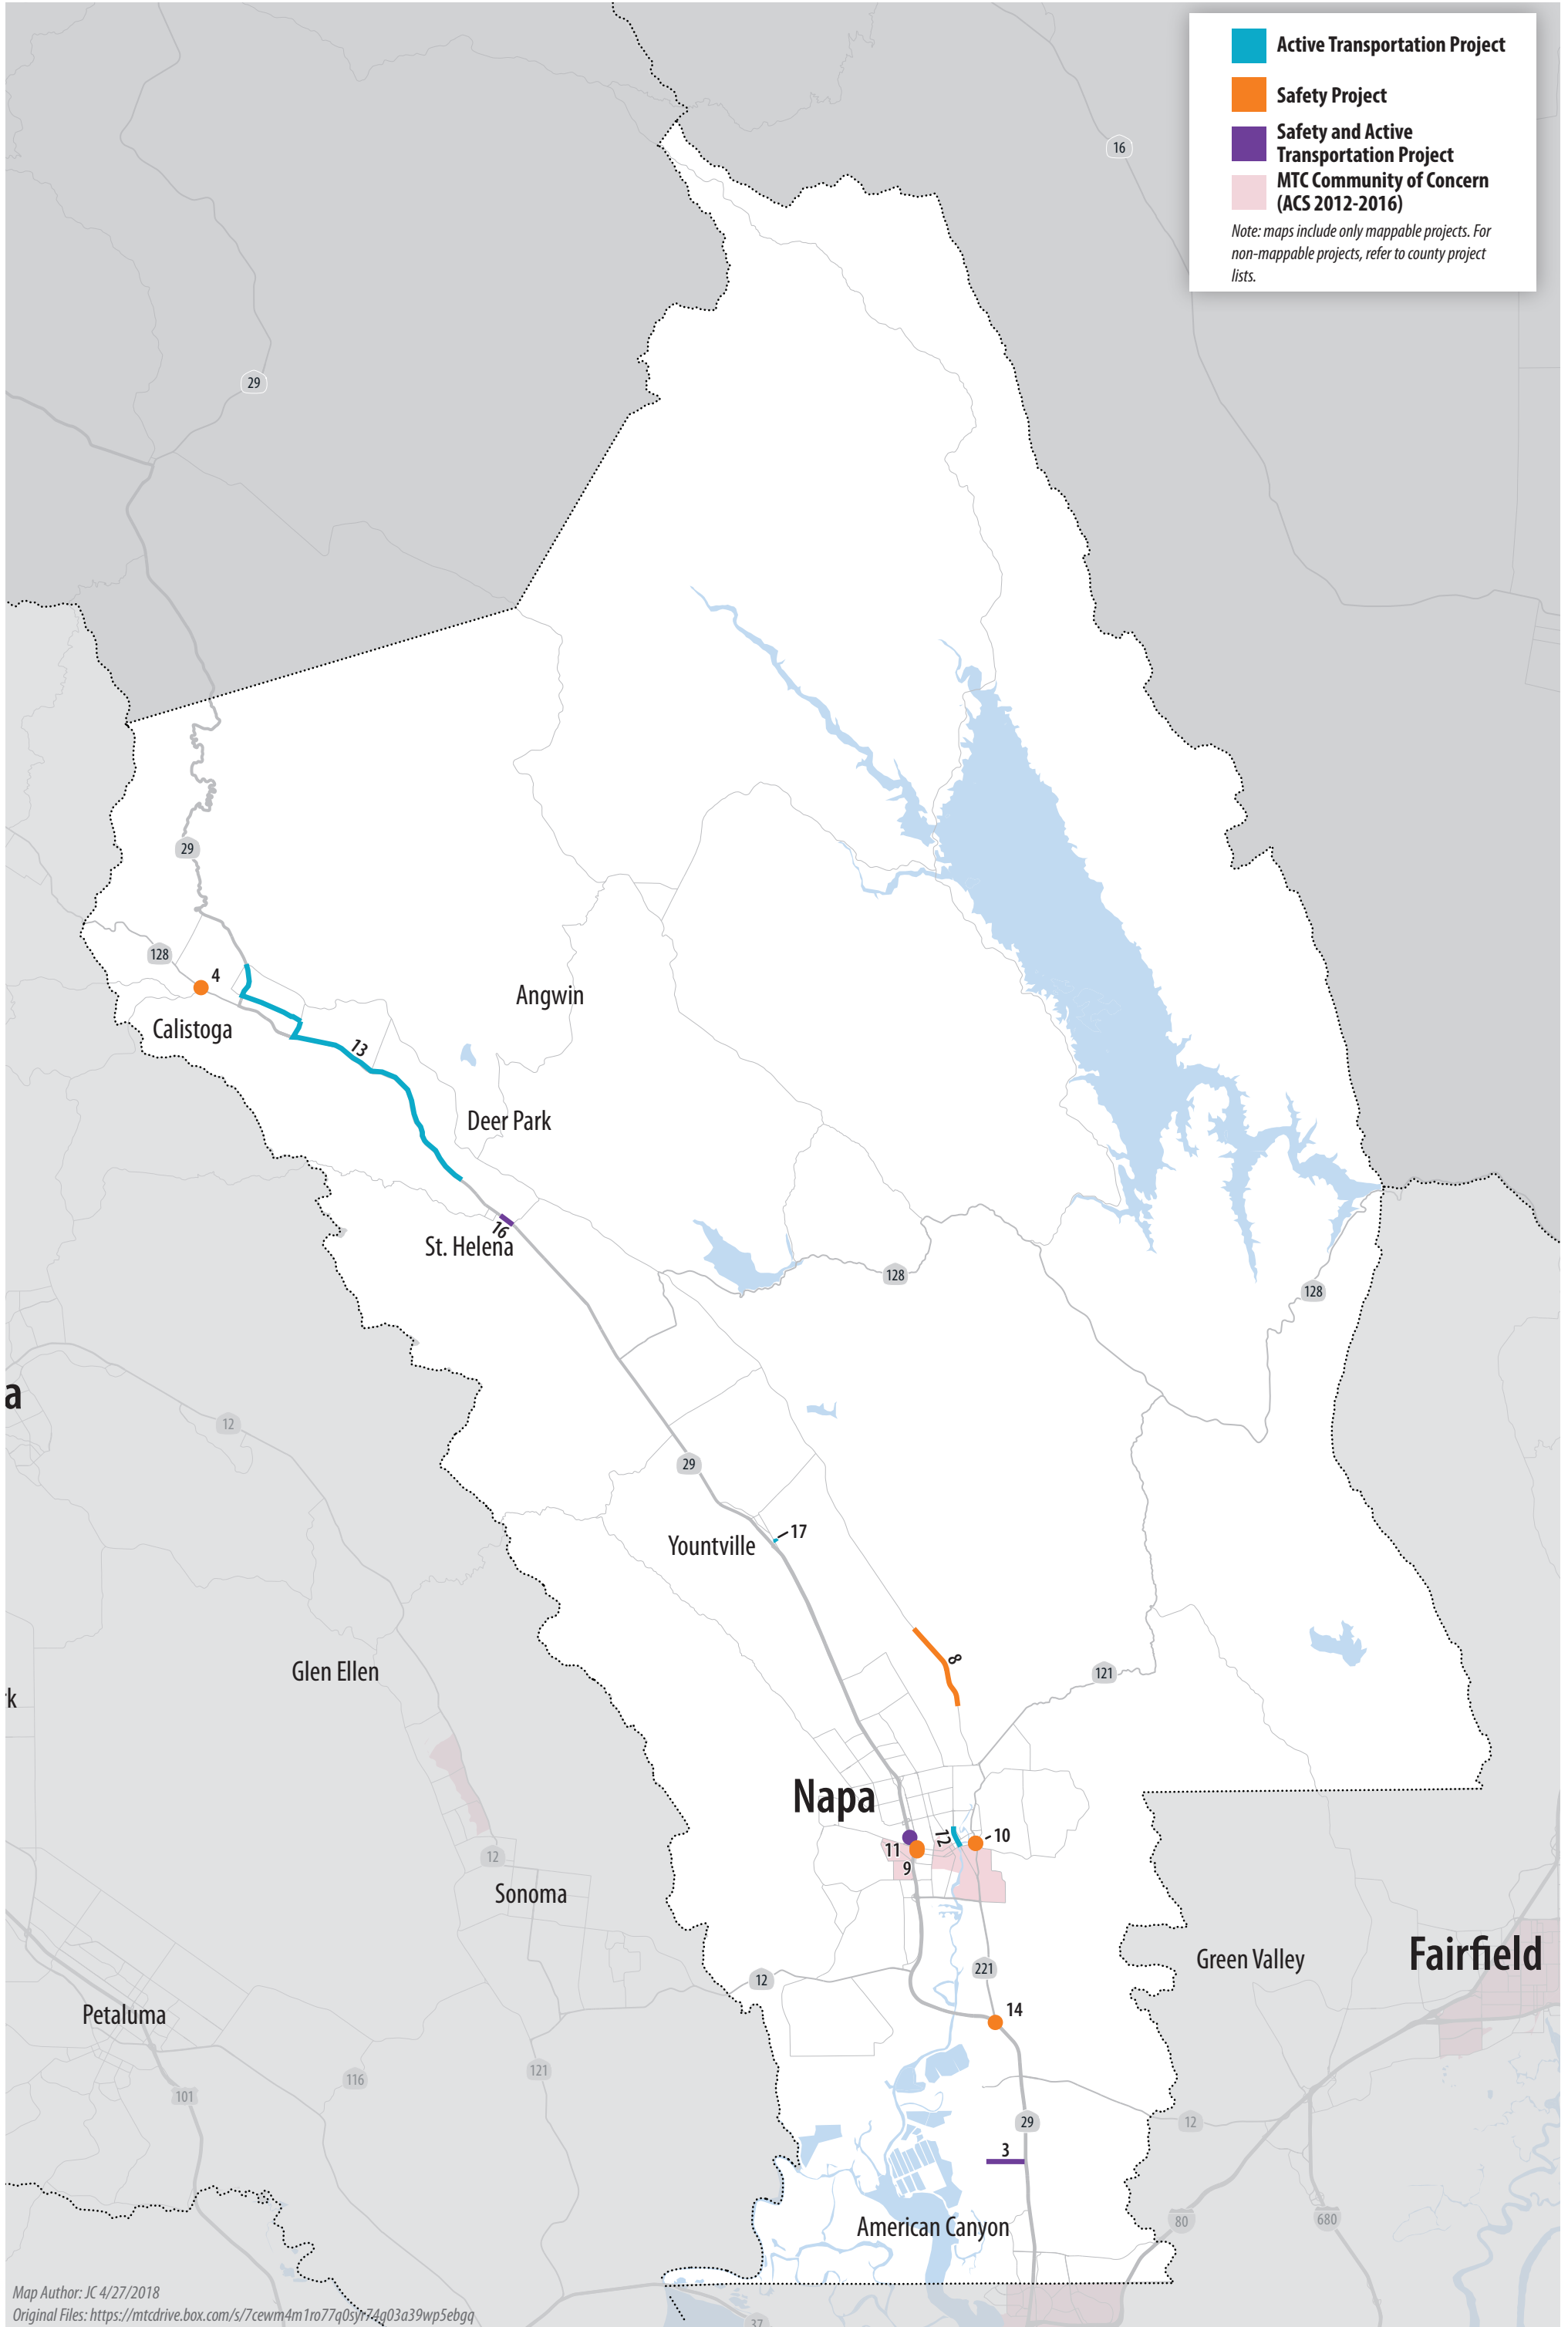 Active Transportation Project
Safety Project
Safety and Active
Transportation Project
MTC Community of Concern
(ACS 2012-2016)
Note: maps include only mappable projects. For
non-mappable projects, refer to county project
lists.
16
29
29
128
4
Calistoga
Angwin
13
Deer Park
16
St. Helena
128
128
a
12
29
17
Yountville
8
Glen Ellen
121
rk
Napa
12
10
11
9
12
Sonoma
Green Valley
Fairfield
12
221
14
Petaluma
116
121
101
29
12
3
American Canyon
80
680
37
Map Author: JC 4/27/2018
Original Files: https://mtcdrive.box.com/s/7cewm4m1ro77q0syr74g03a39wp5ebgq